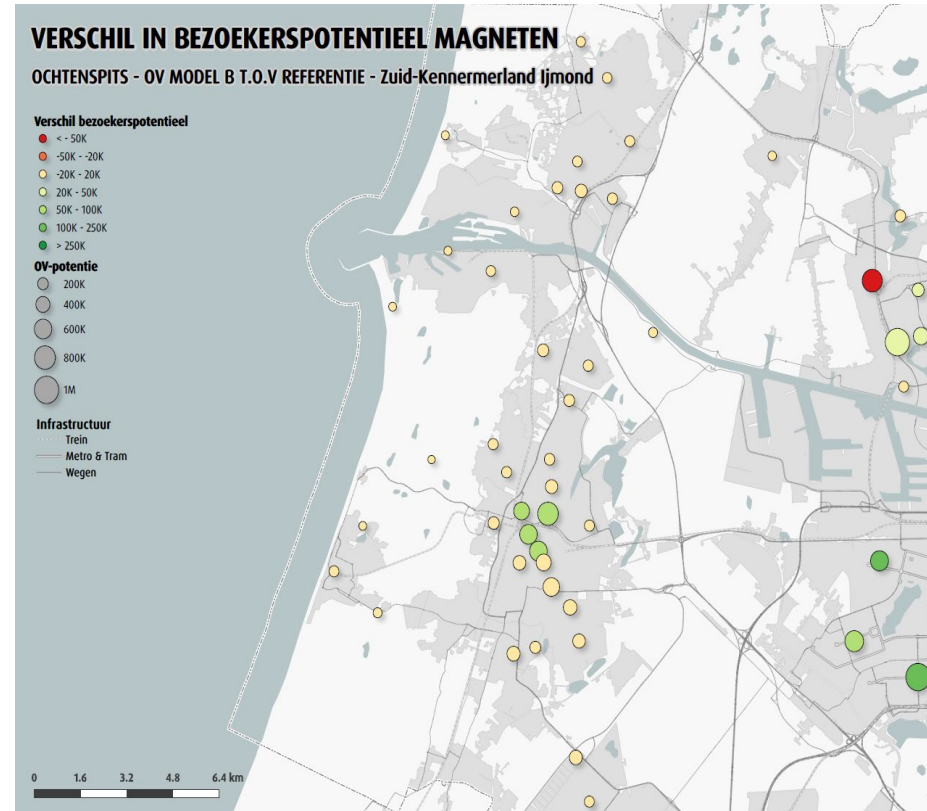 VERSCHIL IN BEZOEKERSPOTENTIEEL MAGNETEN
OCHTENSPITS - OV MODEL B T.O.V REFERENTIE - Zuid-Kennermerland Ijmond
Verschil bezoekerspotentieel
< - 50K
-50K - -20K
-20K - 20K
20K - 50K
50K - 100K
100K - 250K
> 250K
OV-potentie
200K
400K
600K
800K
1M
Infrastructuur
Trein
Metro & Tram
Wegen
0 1.6 3.2 4.8 6.4 km